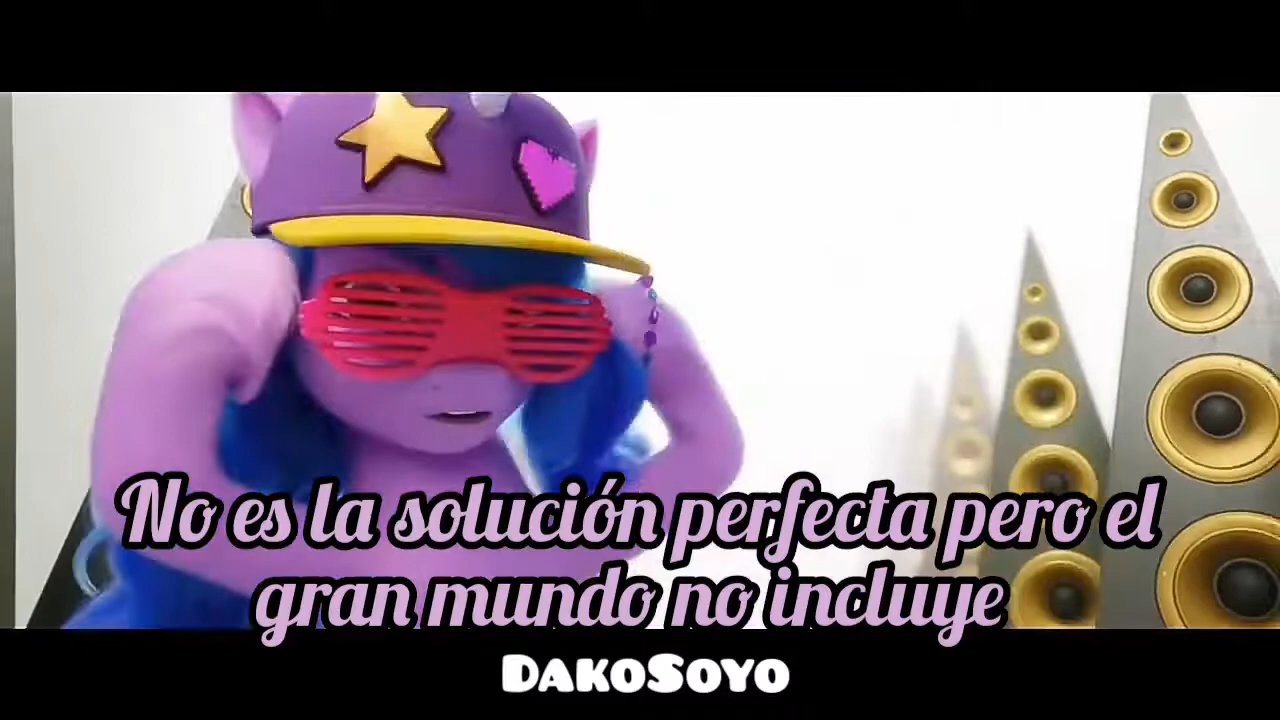 No es la solución perfecta pero el
gran mundo no incluye
DakoSoyo